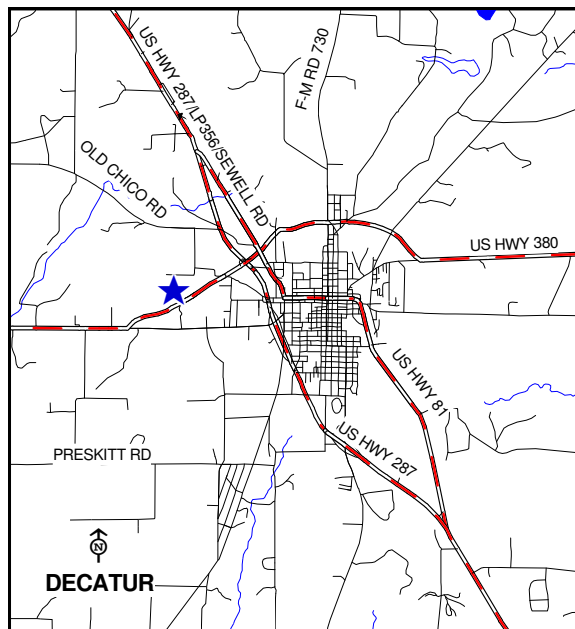 US HWY 287/LP356/SEWELL RD
F-M RD 730
OLD CHICO RD
US HWY 380
US HWY 81
US HWY 287
PRESKITT RD
N
DECATUR